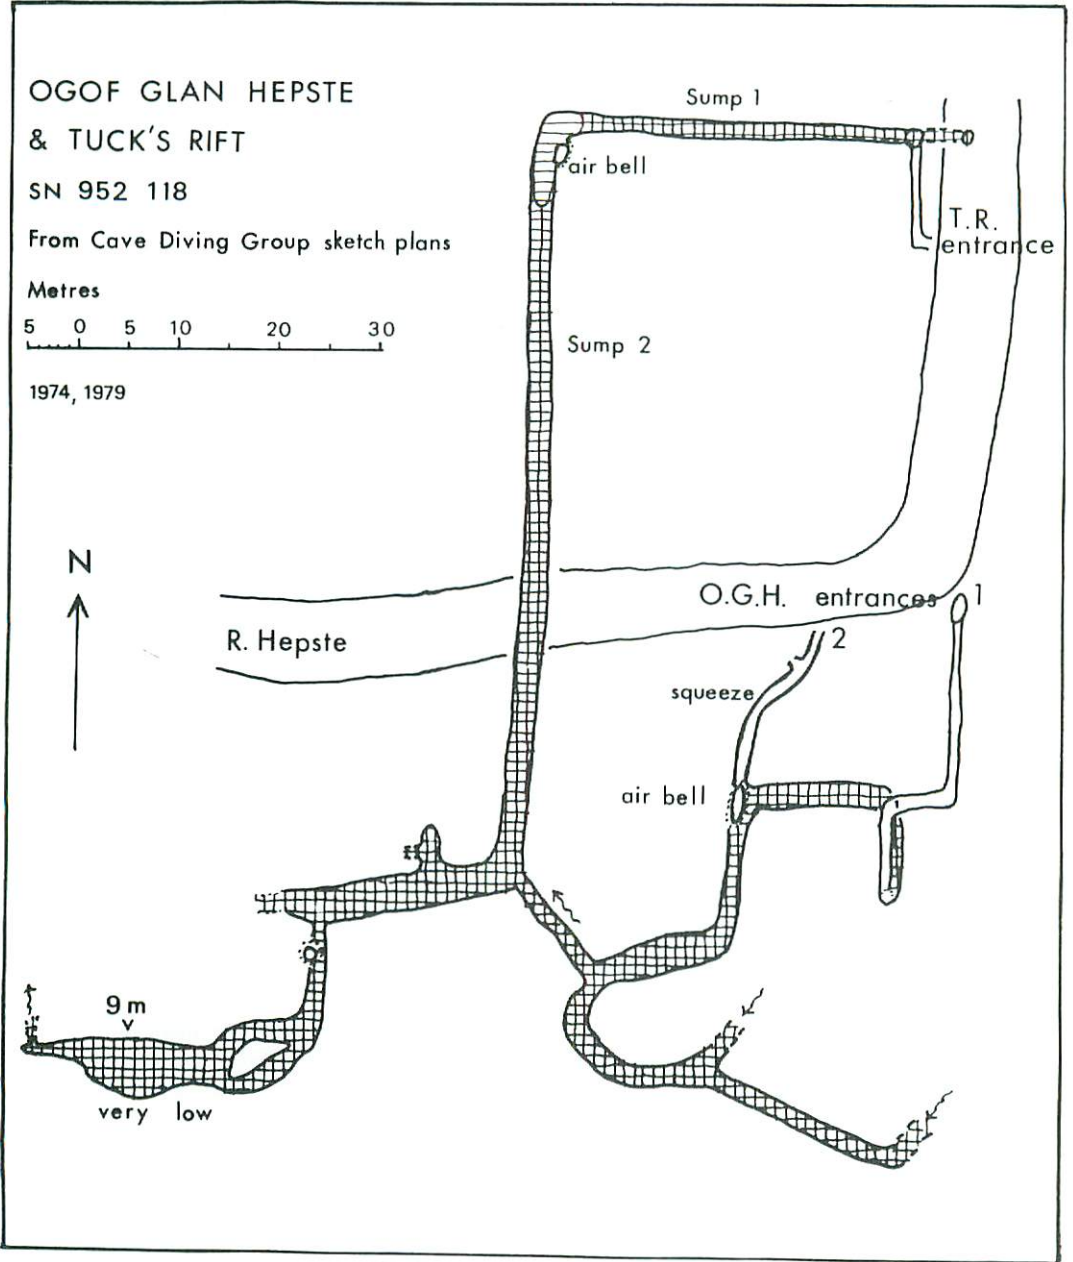 OGOF GLAN HEPSTE
& TUCK'S RIFT
SN 952 118
From Cave Diving Group sketch plans
Metres
5 0 5 10 20 30
1974, 1979
Sump 1
air bell
T.R.
entrance
Sump 2
N
O.G.H. entrances 1
R. Hepste
2
squeeze
air bell
9 m
very low